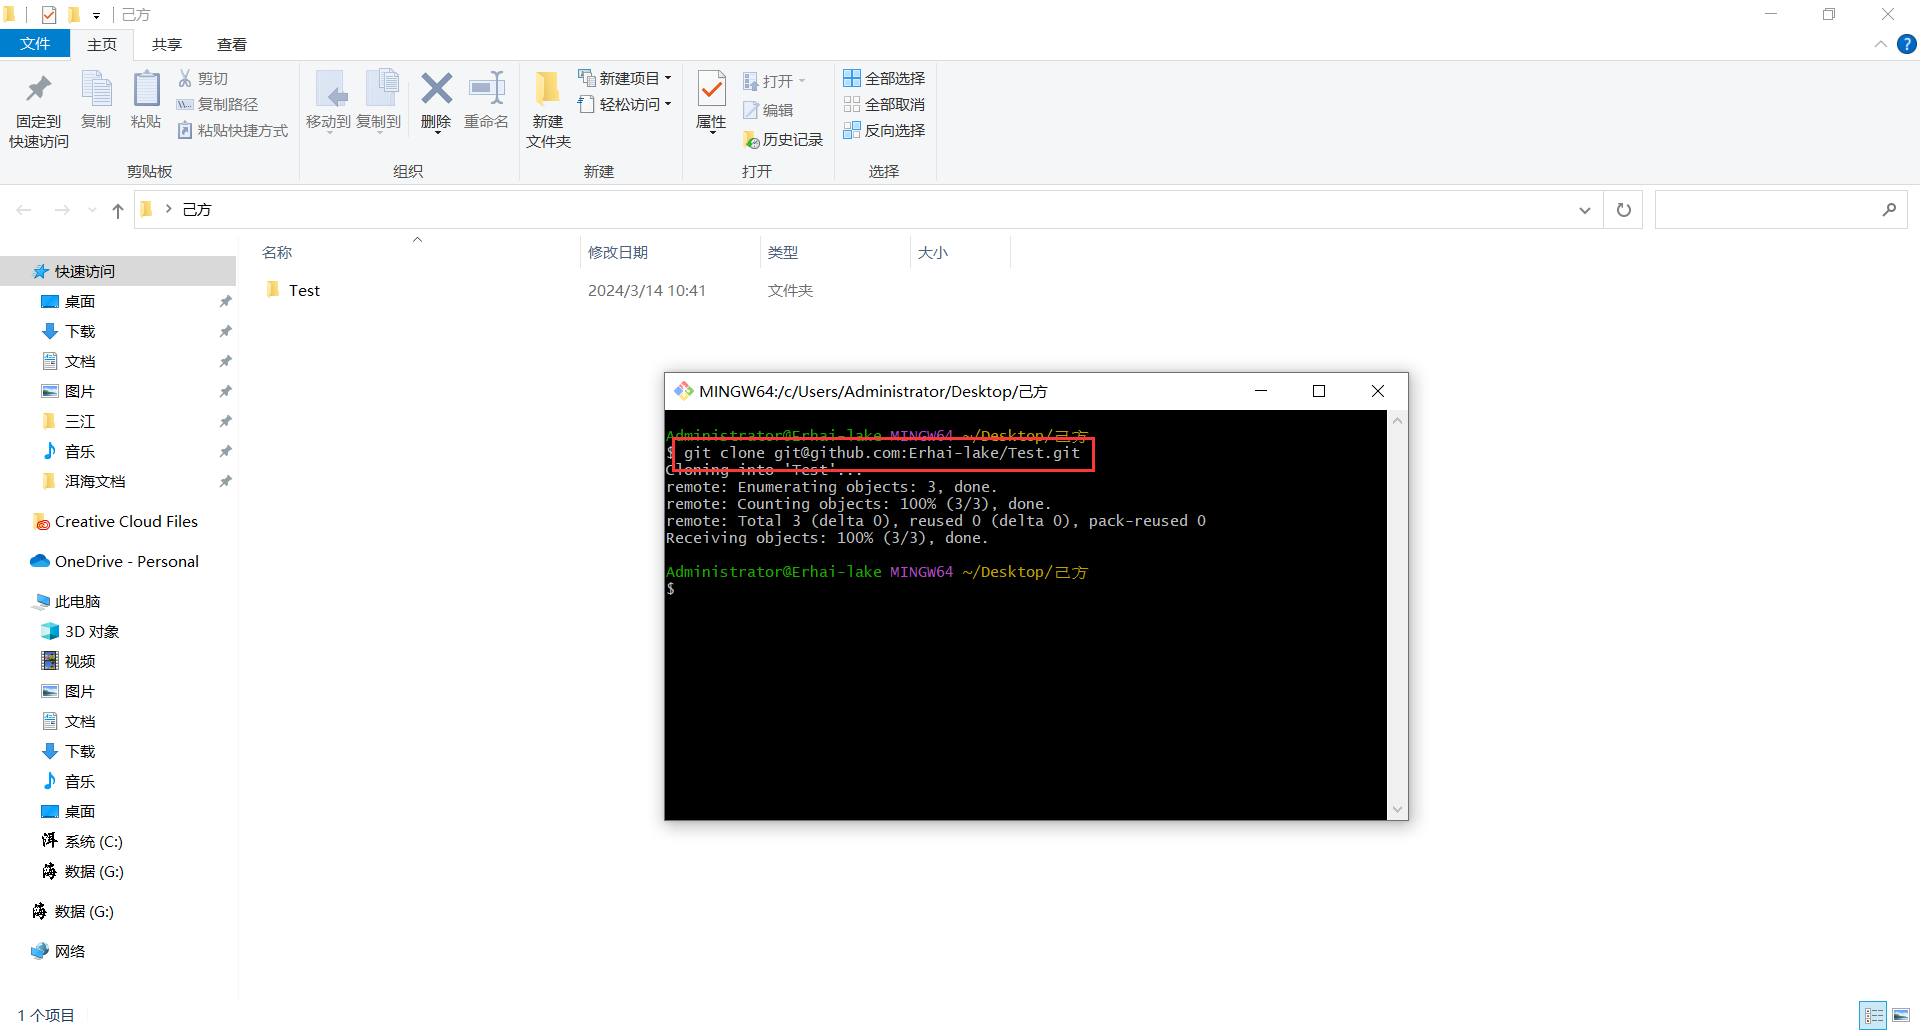 己方
文件 主页 共享 查看
固定到
快速访问
复制
粘贴
剪切
复制路径
粘贴快捷方式
剪贴板
移动到 复制到 删除 重命名
组织
新建
文件夹
新建项目
轻松访问
新建
属性
打开
编辑
历史记录
打开
全部选择
全部取消
反向选择
选择
己方
名称 修改日期 类型 大小
Test 2024/3/14 10:41 文件夹
快速访问
桌面
下载
文档
图片
三江
音乐
洱海文档
Creative Cloud Files
OneDrive - Personal
此电脑
3D 对象
视频
图片
文档
下载
音乐
桌面
洱 系统 (C:)
海 数据 (G:)
海 数据 (G:)
网络
1 个项目
MINGW64:/c/Users/Administrator/Desktop/己方
Administrator@Erhai-lake MINGW64 ~/Desktop/己方
$ git clone git@github.com:Erhai-lake/Test.git
Cloning into 'Test'...
remote: Enumerating objects: 3, done.
remote: Counting objects: 100% (3/3), done.
remote: Total 3 (delta 0), reused 0 (delta 0), pack-reused 0
Receiving objects: 100% (3/3), done.
Administrator@Erhai-lake MINGW64 ~/Desktop/己方
$